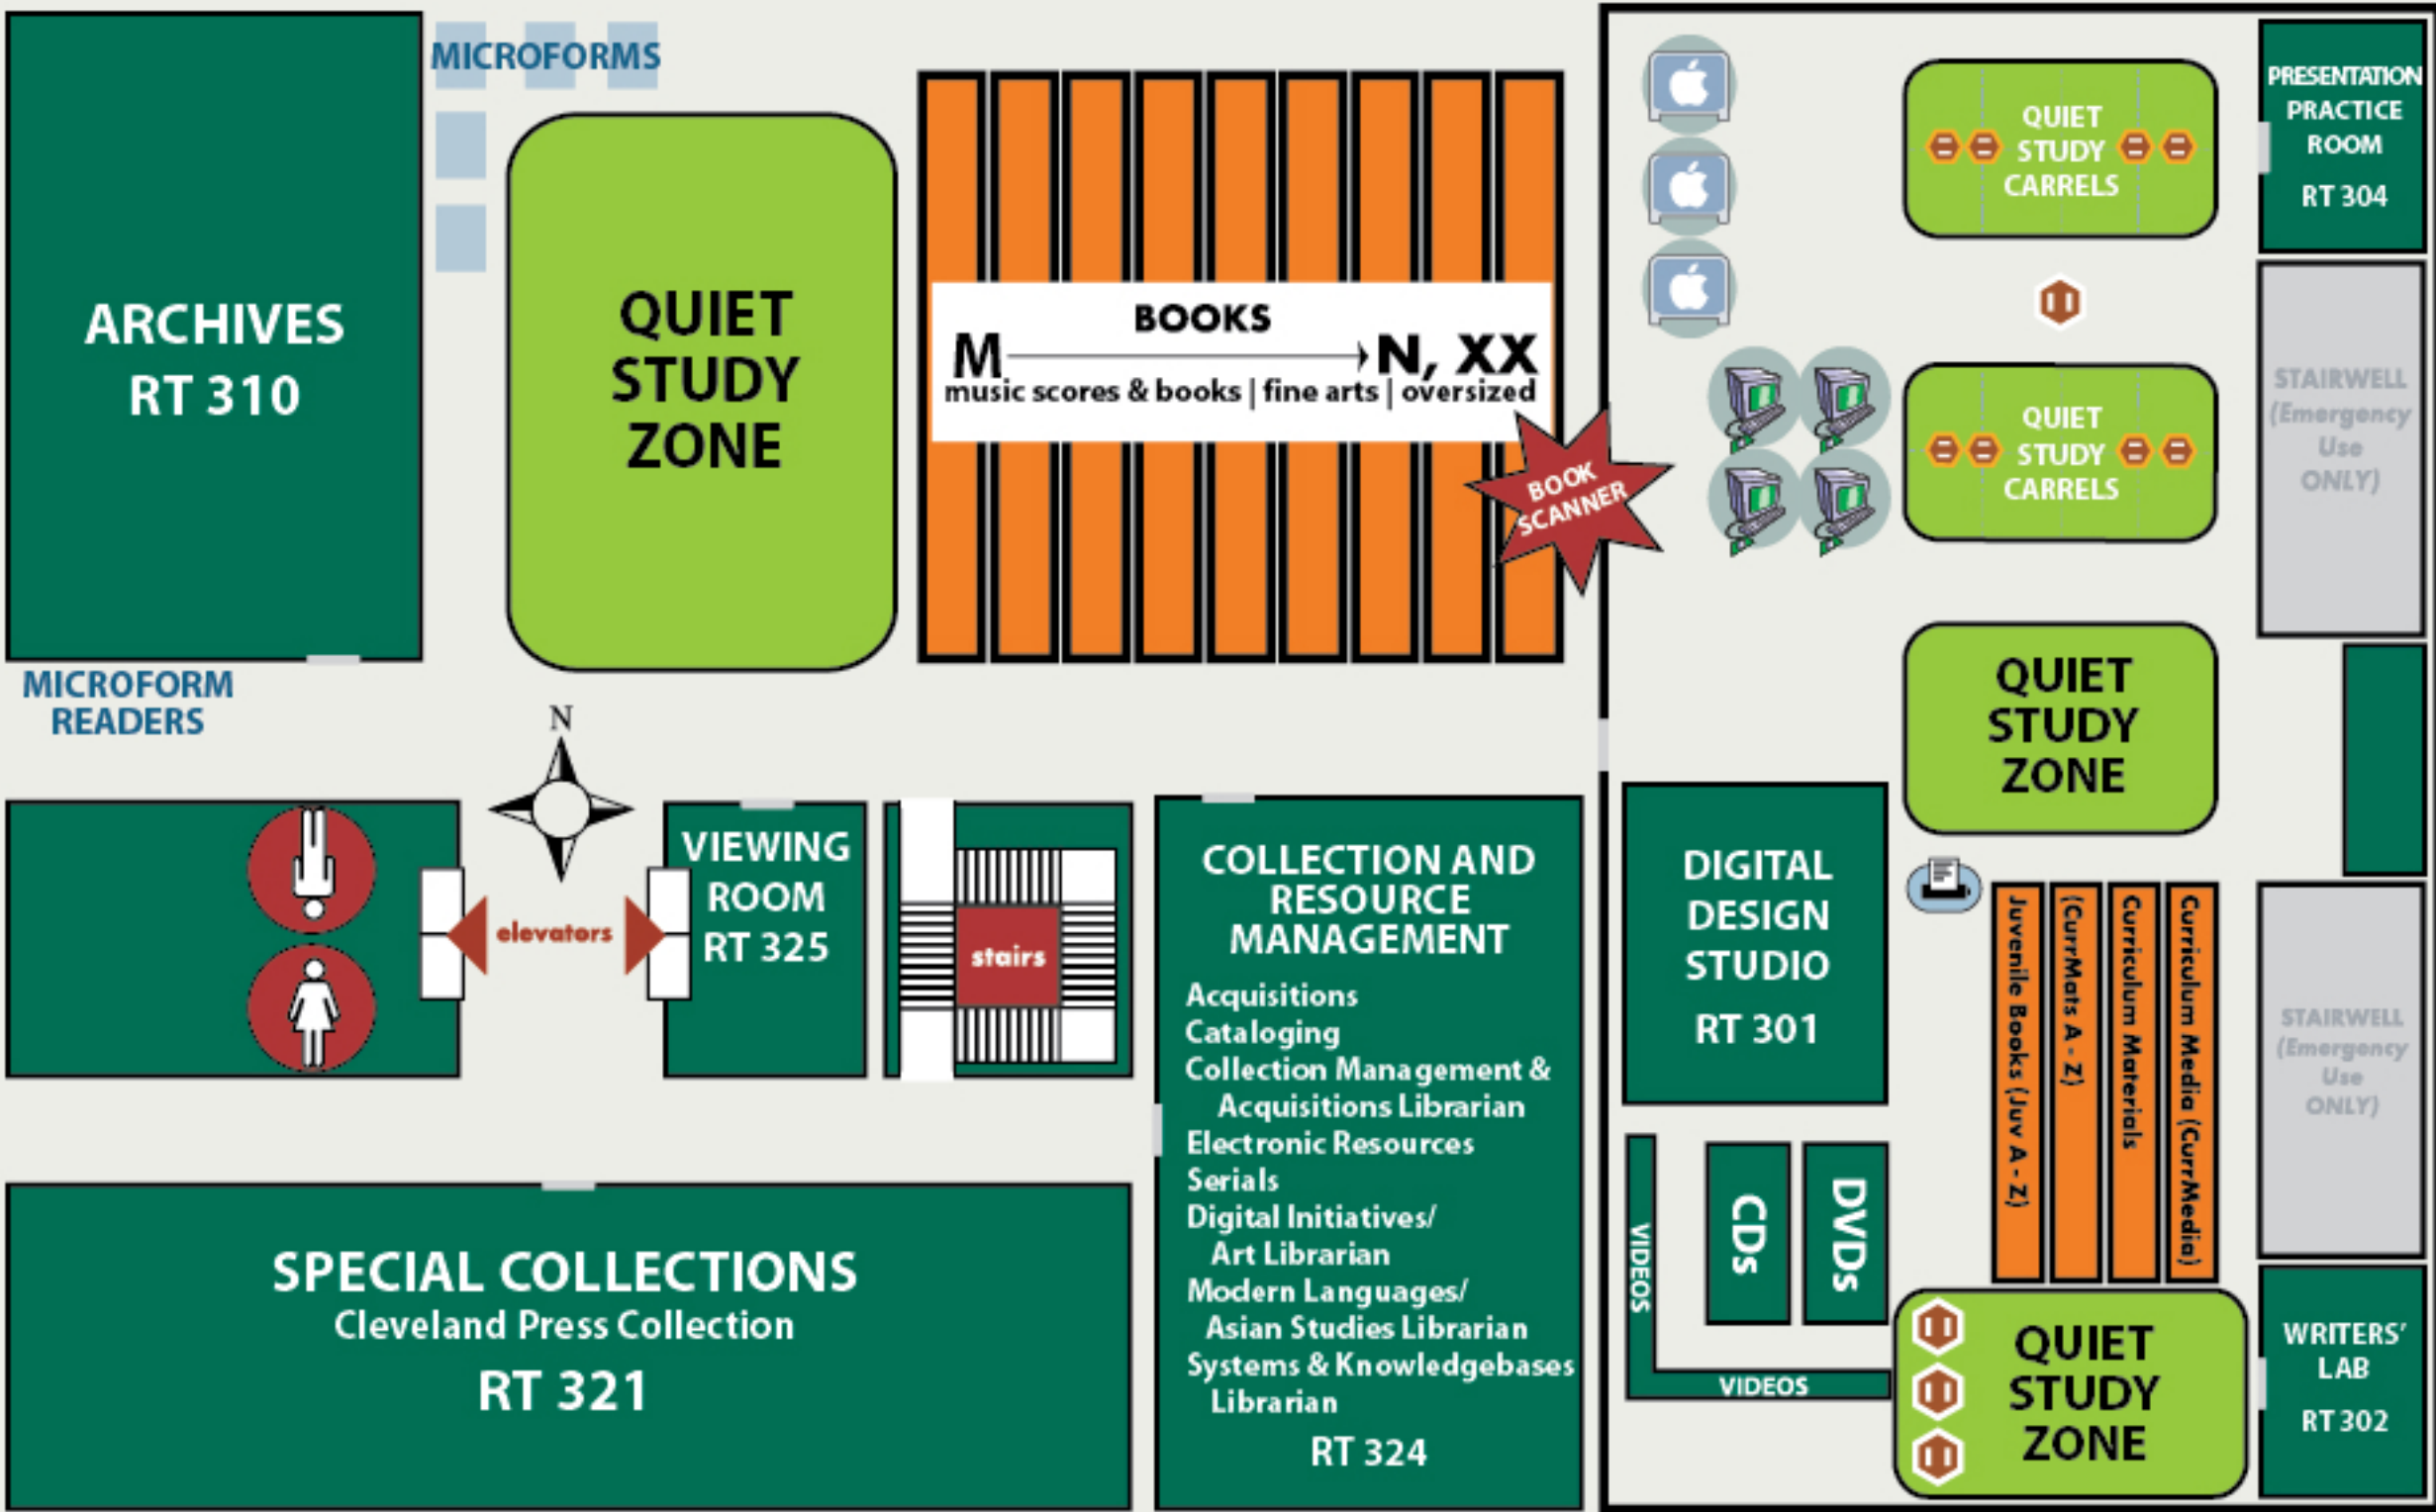 MICROFORMS
ARCHIVES
RT 310
QUIET
STUDY
ZONE
BOOKS
M N, XX
music scores & books | fine arts | oversized
BOOK
SCANNER
QUIET
STUDY
CARRELS
PRESENTATION
PRACTICE
ROOM
RT 304
QUIET
STUDY
CARRELS
STAIRWELL
(Emergency
Use
ONLY)
MICROFORM
READERS
N
QUIET
STUDY
ZONE
elevators
VIEWING
ROOM
RT 325
stairs
COLLECTION AND
RESOURCE
MANAGEMENT
Acquisitions
Cataloging
Collection Management &
Acquisitions Librarian
Electronic Resources
Serials
Digital Initiatives/
Art Librarian
Modern Languages/
Asian Studies Librarian
Systems & Knowledgebases
Librarian
RT 324
DIGITAL
DESIGN
STUDIO
RT 301
Juvenile Books (Juv A - Z)
(CurrMats A - Z)
Curriculum Materials
Curriculum Media (CurrMedia)
STAIRWELL
(Emergency
Use
ONLY)
SPECIAL COLLECTIONS
Cleveland Press Collection
RT 321
VIDEOS
CDs
DVDs
VIDEOS
QUIET
STUDY
ZONE
WRITERS’
LAB
RT 302